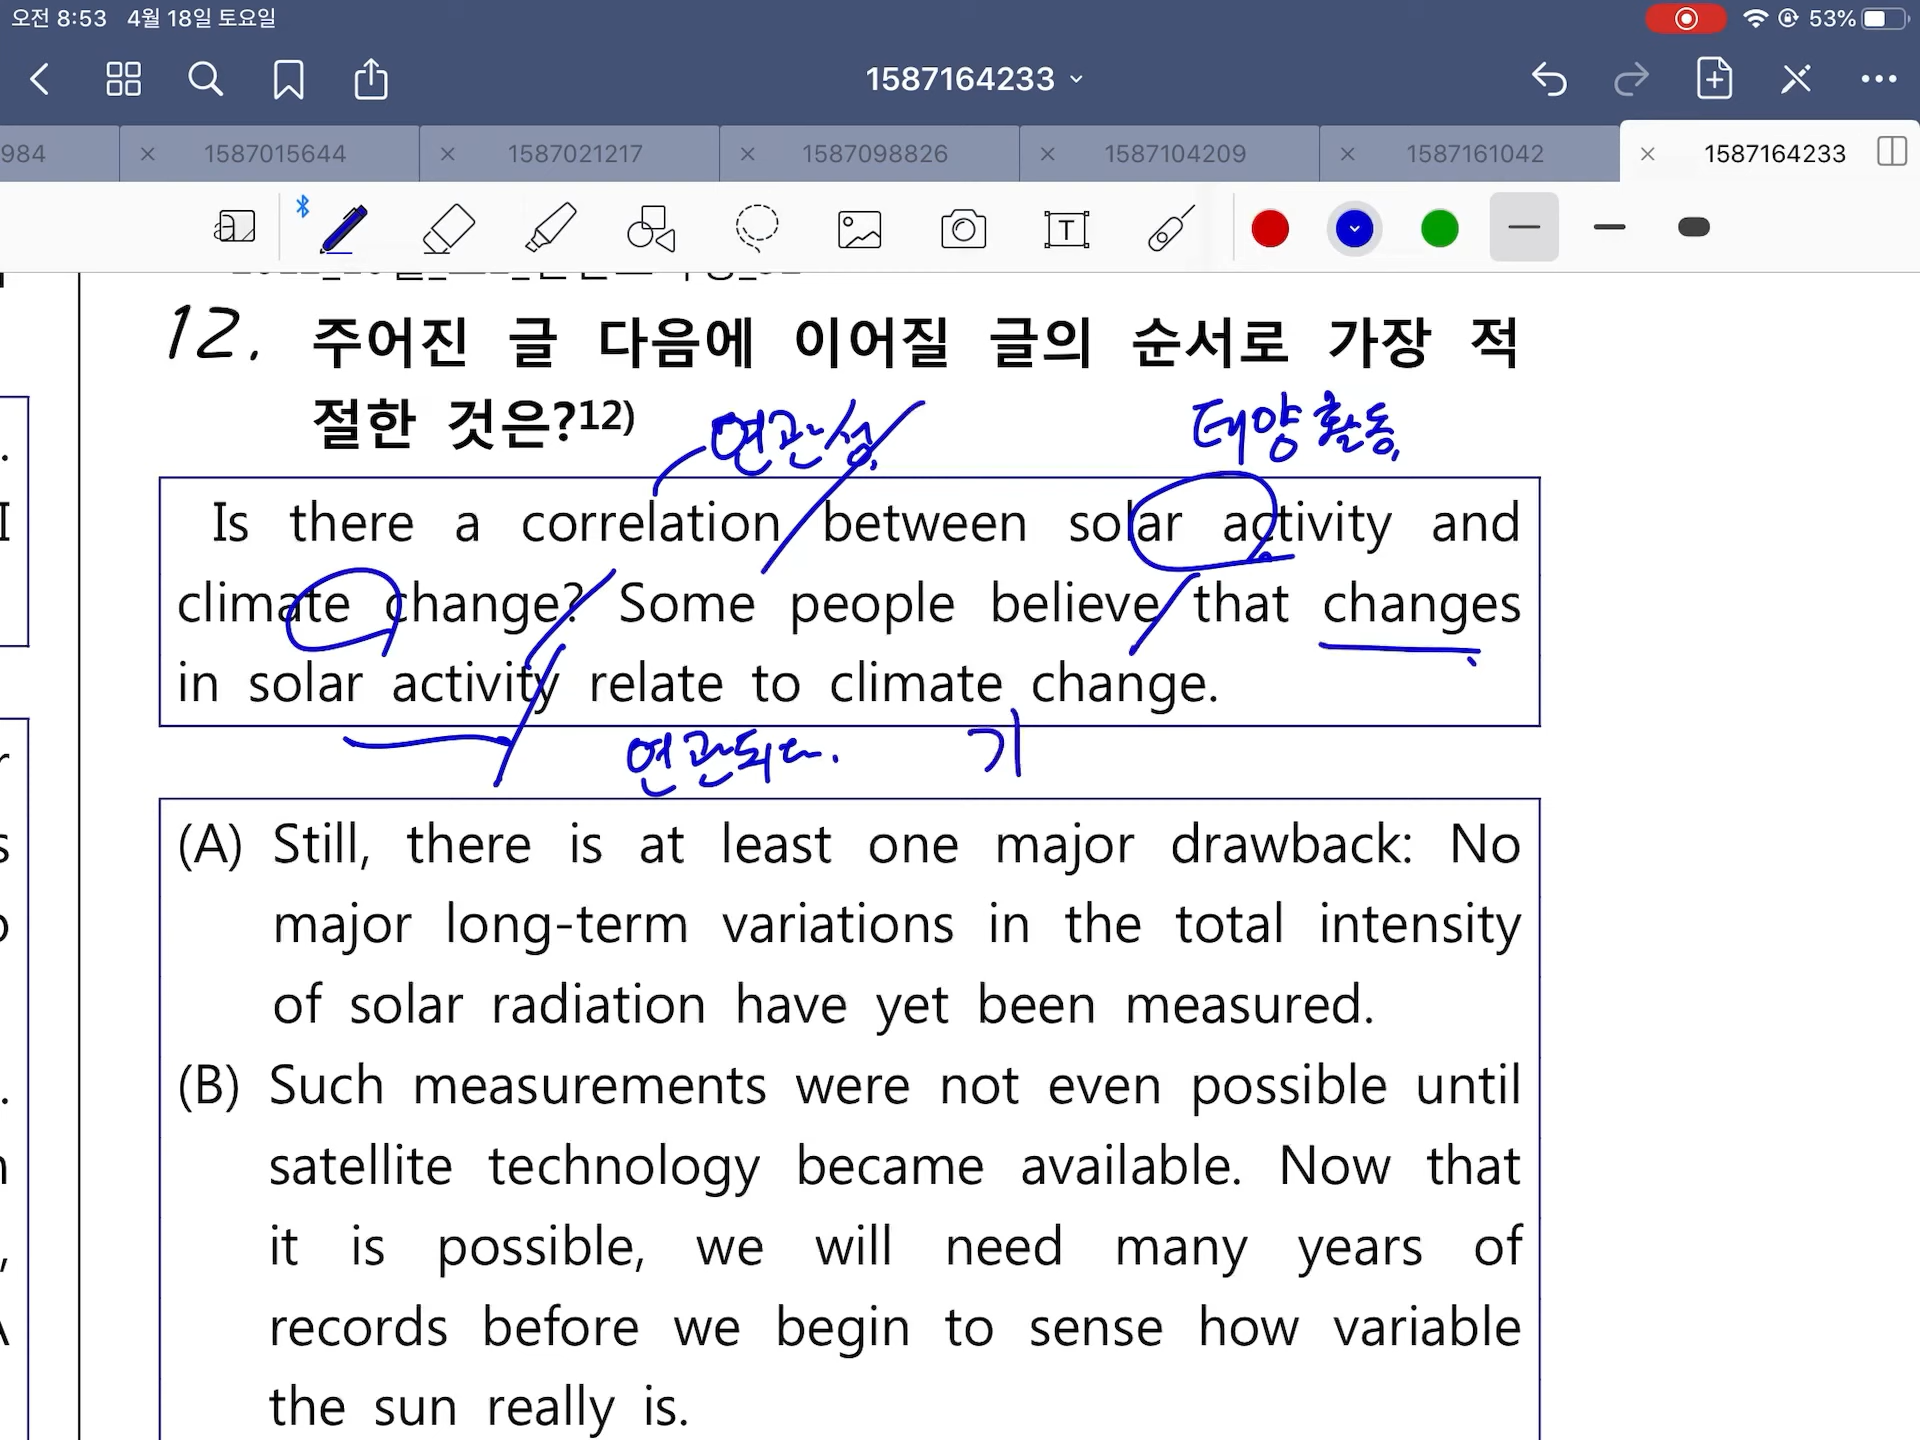 오전 8:53 4월 18일 토요일
53%
1587164233
984
1587015644
1587021217
1587098826
1587104209
1587161042
1587164233
12. 주어진 글 다음에 이어질 글의 순서로 가장 적
절한 것은?12)
연관성
태양 활동
Is there a correlation between solar activity and
climate change? Some people believe that changes
in solar activity relate to climate change.
연관되다.
기
(A) Still, there is at least one major drawback: No
major long-term variations in the total intensity
of solar radiation have yet been measured.
(B) Such measurements were not even possible until
satellite technology became available. Now that
it is possible, we will need many years of
records before we begin to sense how variable
the sun really is.